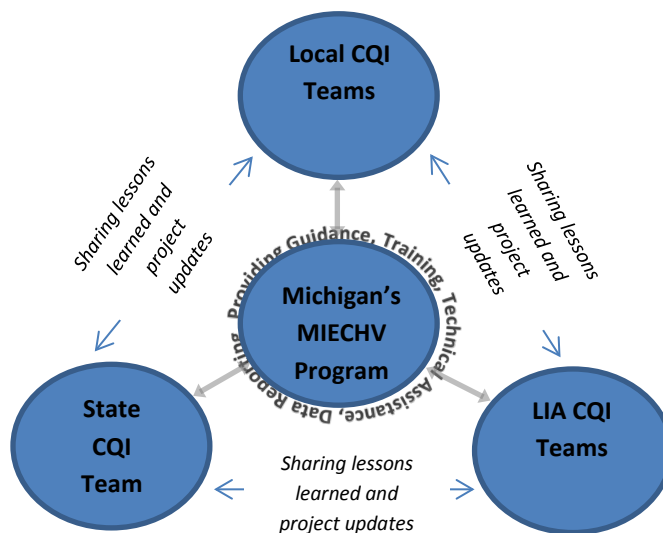 Local CQI
Teams
Sharing lessons
learned and
project
updates
Sharing lessons
learned and
project
updates
Providing Guidance, Training, Technical Assistance, Data Reporting
Michigan's
MIECHV
Program
State
CQI
Team
LIA CQI
Teams
Sharing lessons
learned and
project updates